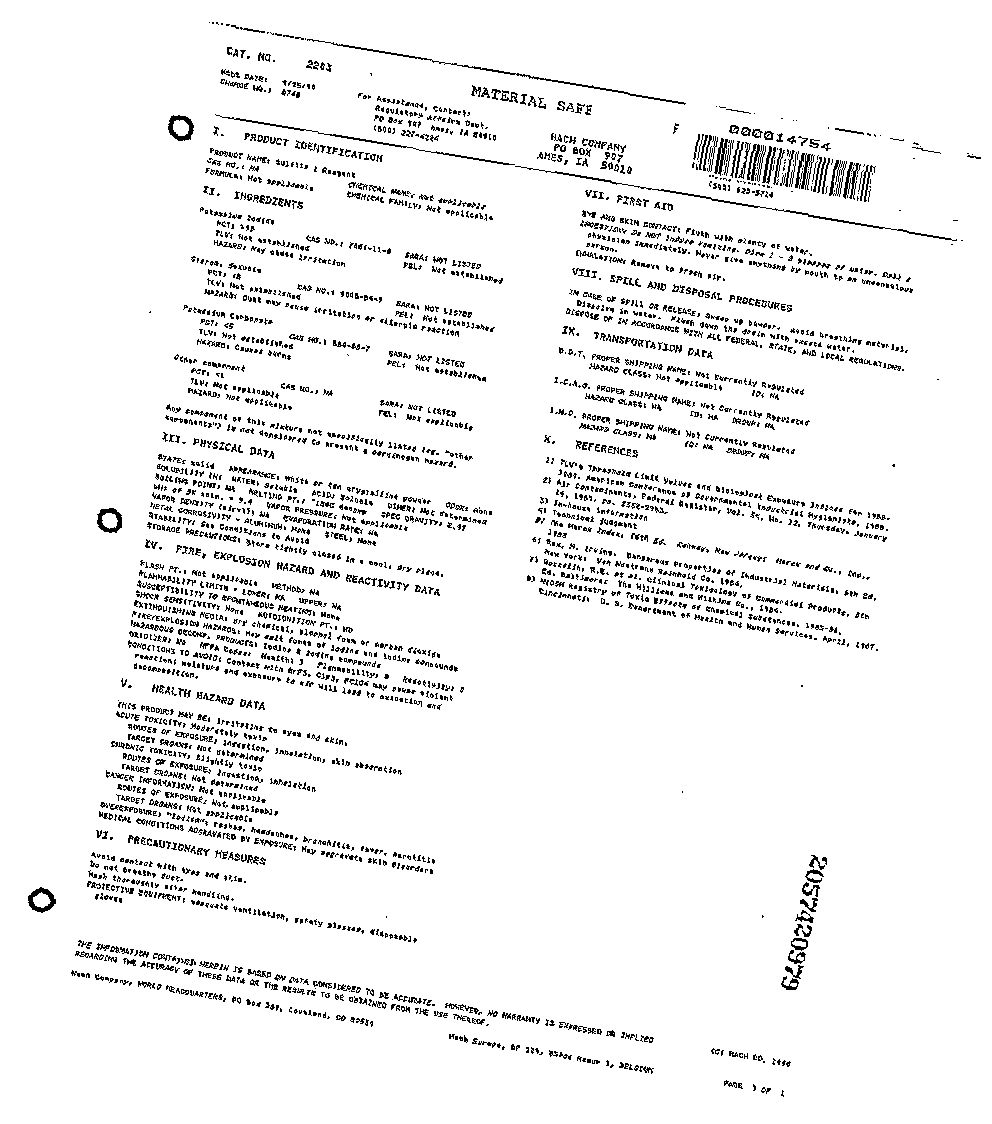 CAT. NO. 2203
CHANGE NO.:
For Assistance, Contact:
Regulatory Affairs Dept.
PO Box 907 Ames, IA 50010
MATERIAL SAFE
HACH COMPANY
PO BOX 907
AMES, IA 50010
000014754
I. PRODUCT IDENTIFICATION
PRODUCT NAME: Sulfite 1 Reagent
CAS NO.: NA CHEMICAL NAME: Not applicable
FORMULA: Not applicable CHEMICAL FAMILY: Not applicable
II. INGREDIENTS
Potassium Iodide
PCT:
CAS NO.: 7681-11-0 SARA: NOT LISTED
TLV: Not established PEL: Not established
HAZARD: May cause irritation
Starch, Soluble
PCT:
CAS NO.: 9005-84-9 SARA: NOT LISTED
TLV: Not established PEL: Not established
HAZARD: Dust may cause irritation or allergic reaction
Potassium Carbonate
PCT:
CAS NO.: 584-08-7 SARA: NOT LISTED
TLV: Not established PEL: Not established
HAZARD: Causes burns
Other component
PCT: <1
CAS NO.: NA SARA: NOT LISTED
TLV: Not applicable PEL: Not applicable
HAZARD: Not applicable
Any component of this mixture not specifically listed (eg. "other
components") is not considered to present a carcinogen hazard.
III. PHYSICAL DATA
STATE: solid APPEARANCE: White or tan crystalline powder ODOR: None
SOLUBILITY IN: WATER: Soluble ACID: Soluble OTHER: Not determined
BOILING POINT: NA MELTING PT.: decomp SPEC GRAVITY:
VAPOR PRESSURE: Not applicable
VAPOR DENSITY (air=1): NA EVAPORATION RATE: NA
METAL CORROSIVITY - ALUMINUM: None STEEL: None
STABILITY: See Conditions to Avoid
STORAGE PRECAUTIONS: Store tightly closed in a cool, dry place.
IV. FIRE, EXPLOSION HAZARD AND REACTIVITY DATA
FLASH PT.: Not applicable METHOD: NA
FLAMMABILITY LIMITS - LOWER: NA UPPER: NA
SUSCEPTIBILITY TO SPONTANEOUS HEATING: None
SHOCK SENSITIVITY: None AUTOIGNITION PT.: ND
EXTINGUISHING MEDIA: dry chemical, alcohol foam or carbon dioxide
FIRE/EXPLOSION HAZARDS: May emit fumes of iodine and iodine compounds
HAZARDOUS DECOMP. PRODUCTS: Iodine & iodine compounds
OXIDIZER: No NFPA Codes: Health: Flammability: Reactivity:
CONDITIONS TO AVOID: Contact with may cause violent
reaction; moisture and exposure to air will lead to oxidation and
decomposition.
V. HEALTH HAZARD DATA
THIS PRODUCT MAY BE: irritating to eyes and skin.
ACUTE TOXICITY: Moderately toxic
ROUTES OF EXPOSURE: ingestion, inhalation, skin absorption
TARGET ORGANS: Not determined
CHRONIC TOXICITY: Slightly toxic
ROUTES OF EXPOSURE: ingestion, inhalation
TARGET ORGANS: Not determined
CANCER INFORMATION: Not applicable
ROUTES OF EXPOSURE: Not applicable
TARGET ORGANS: Not applicable
OVEREXPOSURE: "Iodism": rashes, headaches, bronchitis, fever, parotitis
MEDICAL CONDITIONS AGGRAVATED BY EXPOSURE: May aggravate skin disorders
VI. PRECAUTIONARY MEASURES
Avoid contact with eyes and skin.
Do not breathe dust.
Wash thoroughly after handling.
PROTECTIVE EQUIPMENT: adequate ventilation, safety glasses, disposable
gloves
VII. FIRST AID
EYE AND SKIN CONTACT: Flush with plenty of water.
INGESTION: DO NOT induce vomiting. Give 1 - 2 glasses of water. Call a
physician immediately. Never give anything by mouth to an unconscious
person.
INHALATION: Remove to fresh air.
VIII. SPILL AND DISPOSAL PROCEDURES
IN CASE OF SPILL OR RELEASE: Sweep up powder. Avoid breathing material.
Dissolve in water. Flush down the drain with excess water.
DISPOSE OF IN ACCORDANCE WITH ALL FEDERAL, STATE, AND LOCAL REGULATIONS.
IX. TRANSPORTATION DATA
D.O.T. PROPER SHIPPING NAME: Not Currently Regulated
HAZARD CLASS: Not applicable ID: NA
I.C.A.O. PROPER SHIPPING NAME: Not Currently Regulated
HAZARD CLASS: NA ID: NA GROUP: NA
I.M.O. PROPER SHIPPING NAME: Not Currently Regulated
HAZARD CLASS: NA ID: NA GROUP: NA
X. REFERENCES
1) TLV's Threshold Limit Values and Biological Exposure Indices for 1988-
1989. American Conference of Governmental Industrial Hygienists, 1988.
2) Air Contaminants, Federal Register, Vol. 54, No. 12. Thursday, January
19, 1989. pp. 2332-2983.
3) In-house information
4) Technical judgment
5) The Merck Index, 10th Ed. Rahway, New Jersey: Merck and Co., Inc.,
1983
6) Sax, N. Irving. Dangerous Properties of Industrial Materials, 6th Ed.
New York: Van Nostrand Reinhold Co. 1984.
7) Gosselin, R.E. et al. Clinical Toxicology of Commercial Products, 5th
Ed. Baltimore: The Williams and Wilkins Co., 1984.
8) NIOSH Registry of Toxic Effects of Chemical Substances, 1985-86.
Cincinnati: U. S. Department of Health and Human Services, April, 1987.
2057420979
THE INFORMATION CONTAINED HEREIN IS BASED ON DATA CONSIDERED TO BE ACCURATE. HOWEVER, NO WARRANTY IS EXPRESSED OR IMPLIED
REGARDING THE ACCURACY OF THESE DATA OR THE RESULTS TO BE OBTAINED FROM THE USE THEREOF.
Hach Company, WORLD HEADQUARTERS, PO Box 389, Loveland, CO 80539
Hach Europe, BP 229, B5000 Namur 1, BELGIUM
(C) HACH CO. 1990
PAGE 1 OF 1